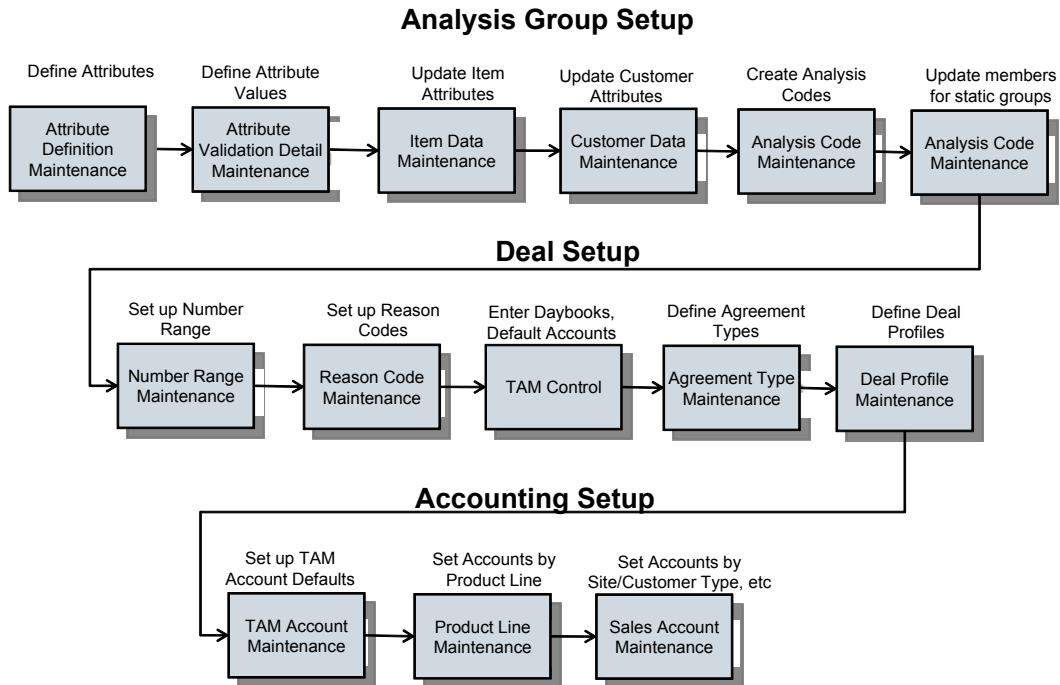 Analysis Group Setup
Define Attributes
Define Attribute
Values
Update Item
Attributes
Update Customer
Attributes
Create Analysis
Codes
Update members
for static groups
Attribute
Definition
Maintenance
Attribute
Validation Detail
Maintenance
Item Data
Maintenance
Customer Data
Maintenance
Analysis Code
Maintenance
Analysis Code
Maintenance
Deal Setup
Set up Number
Range
Set up Reason
Codes
Enter Daybooks,
Default Accounts
Define Agreement
Types
Define Deal
Profiles
Number Range
Maintenance
Reason Code
Maintenance
TAM Control
Agreement Type
Maintenance
Deal Profile
Maintenance
Accounting Setup
Set up TAM
Account Defaults
Set Accounts by
Product Line
Set Accounts by
Site/Customer Type, etc
TAM Account
Maintenance
Product Line
Maintenance
Sales Account
Maintenance